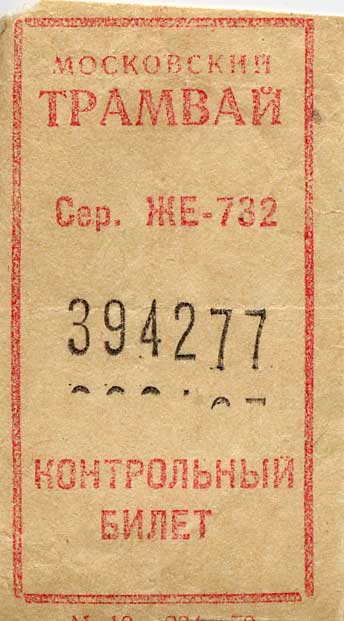 МОСКОВСКИЙ
ТРАМВАЙ
Сер. ЖЕ-732
394277
КОНТРОЛЬНЫЙ
БИЛЕТ